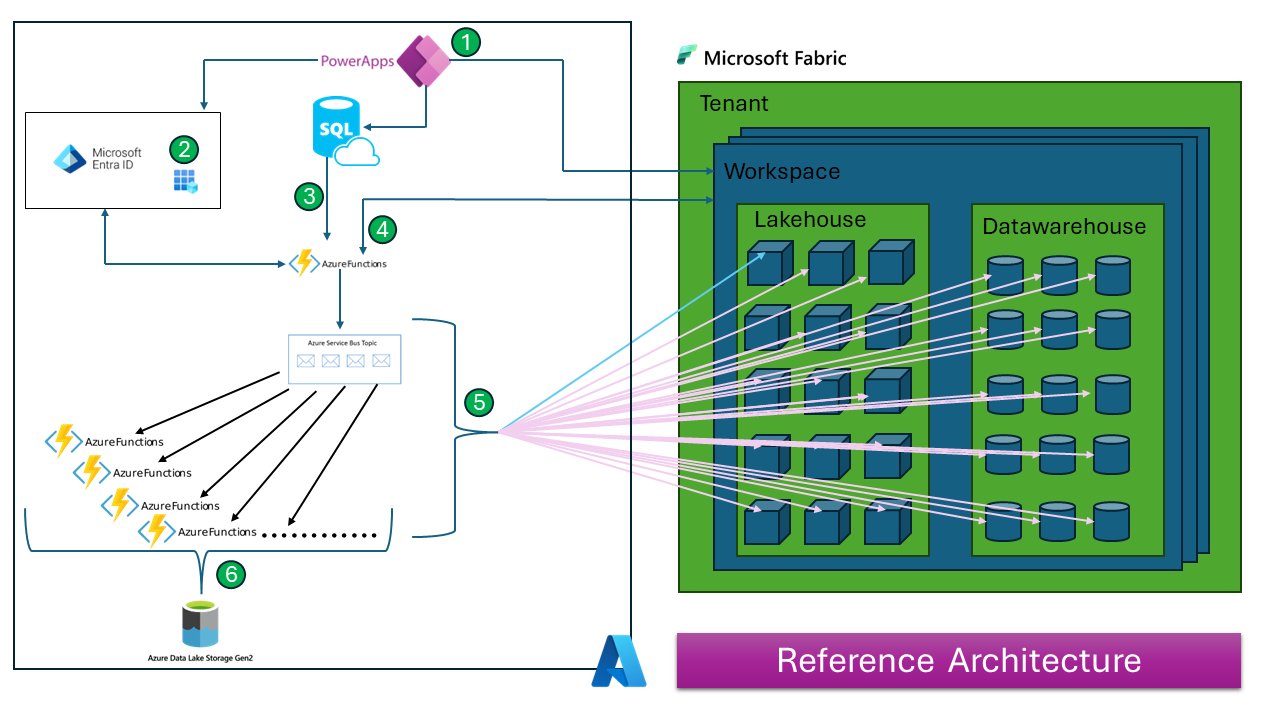 PowerApps
1
SQL
Microsoft
Entra ID
2
3
4
AzureFunctions
Azure Service Bus Topic
5
AzureFunctions
AzureFunctions
AzureFunctions
AzureFunctions
6
Azure Data Lake Storage Gen2
Microsoft Fabric
Tenant
Workspace
Lakehouse
Datawarehouse
Reference Architecture